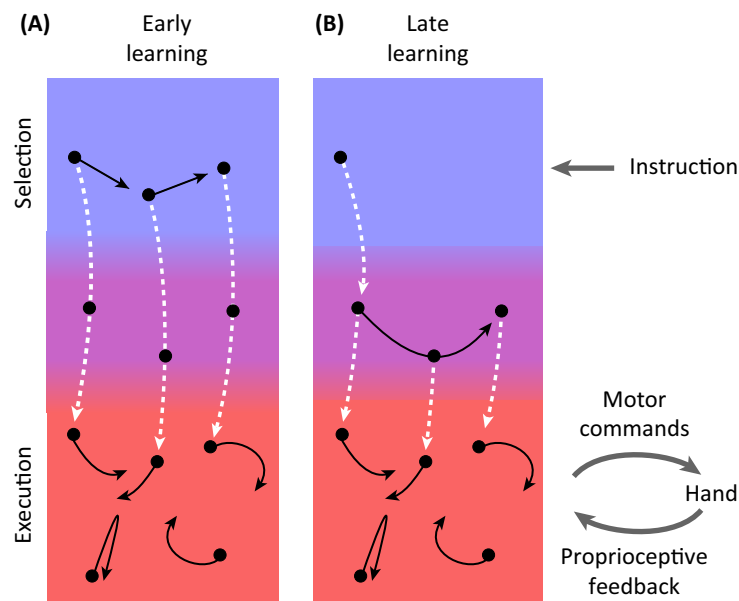 (A)
Early
learning
(B)
Late
learning
Selection
Instruction
Execution
Motor
commands
Hand
Proprioceptive
feedback